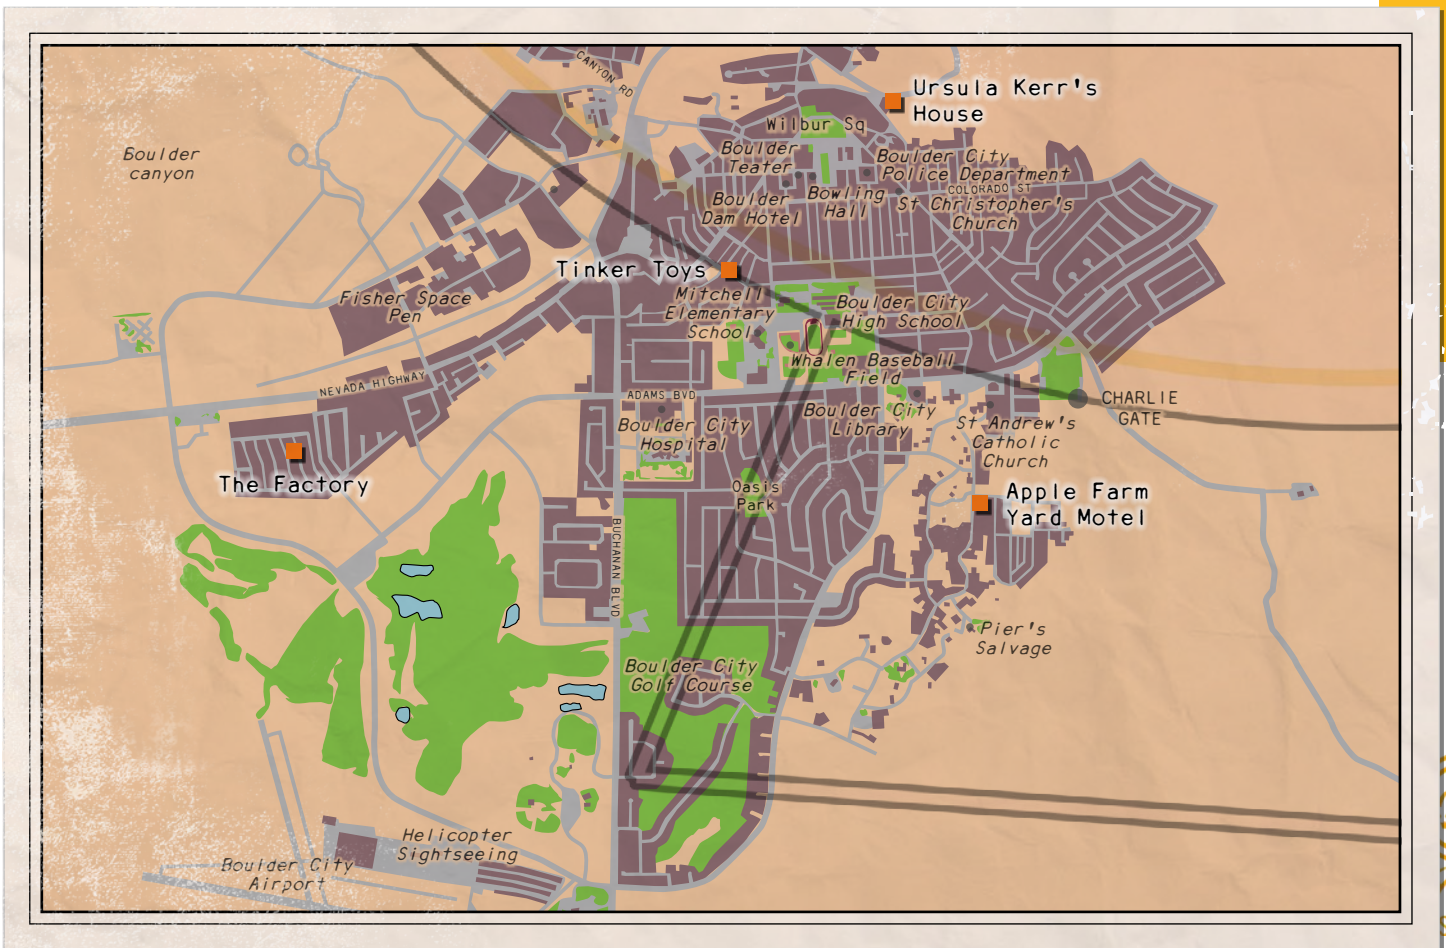 CANYON RD
Ursula Kerr's
House
Wilbur Sq
Boulder
canyon
Boulder
Teater
Boulder City
Police Department
COLORADO ST
Boulder
Dam Hotel
Bowling
Hall
St Christopher's
Church
Tinker Toys
Fisher Space
Pen
Mitchell
Elementary
School
Boulder City
High School
Whalen Baseball
Field
NEVADA HIGHWAY
ADAMS BVD
CHARLIE
GATE
Boulder City
Hospital
Boulder City
Library
St Andrew's
Catholic
Church
The Factory
Oasis
Park
Apple Farm
Yard Motel
BUCHANAN BLVD
Pier's
Salvage
Boulder City
Golf Course
Helicopter
Sightseeing
Boulder City
Airport